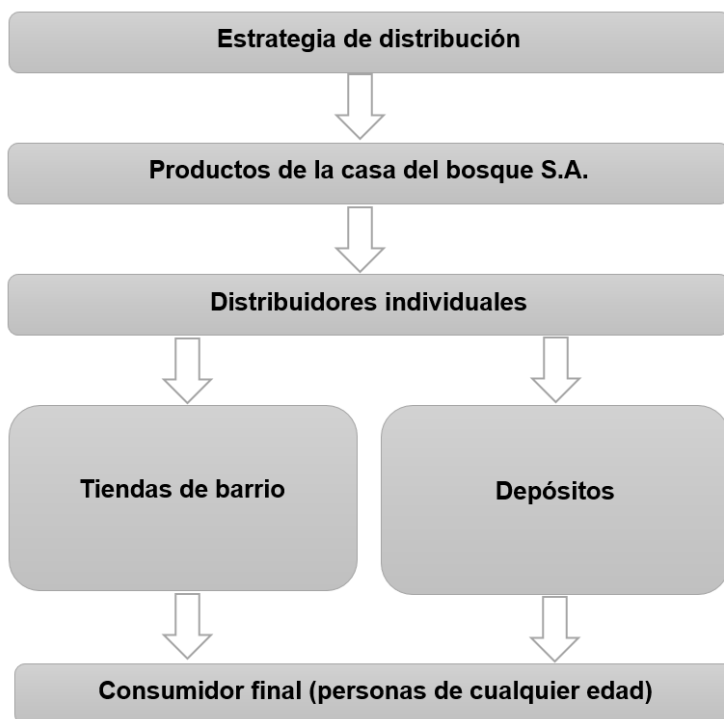 Estrategia de distribución
Productos de la casa del bosque S.A.
Distribuidores individuales
Tiendas de barrio
Depósitos
Consumidor final (personas de cualquier edad)